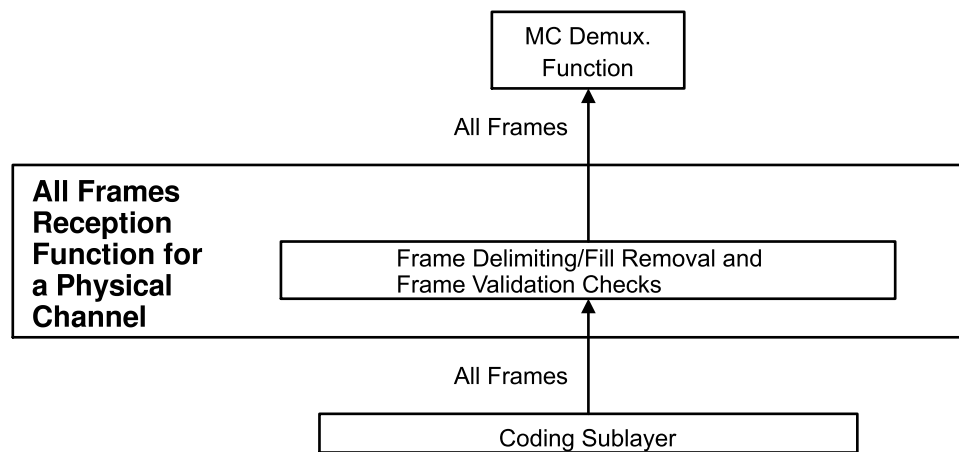 MC Demux.
Function
All Frames
All Frames
Reception
Function for
a Physical
Channel
Frame Delimiting/Fill Removal and
Frame Validation Checks
All Frames
Coding Sublayer